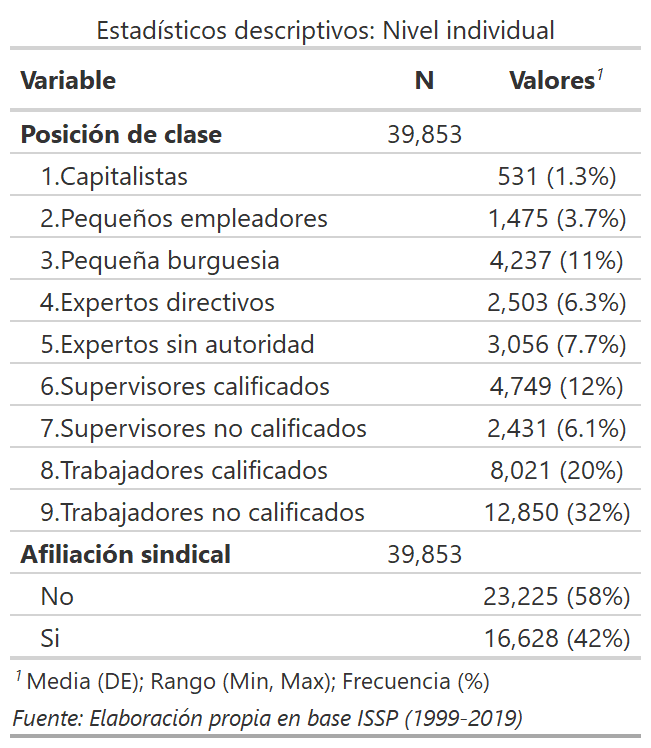 Estadísticos descriptivos: Nivel individual
Variable N Valores1
Posición de clase 39,853
1.Capitalistas 531 (1.3%)
2.Pequeños empleadores 1,475 (3.7%)
3.Pequeña burguesia 4,237 (11%)
4.Expertos directivos 2,503 (6.3%)
5.Expertos sin autoridad 3,056 (7.7%)
6.Supervisores calificados 4,749 (12%)
7.Supervisores no calificados 2,431 (6.1%)
8.Trabajadores calificados 8,021 (20%)
9.Trabajadores no calificados 12,850 (32%)
Afiliación sindical 39,853
No 23,225 (58%)
Si 16,628 (42%)
1 Media (DE); Rango (Min, Max); Frecuencia (%)
Fuente: Elaboración propia en base ISSP (1999-2019)